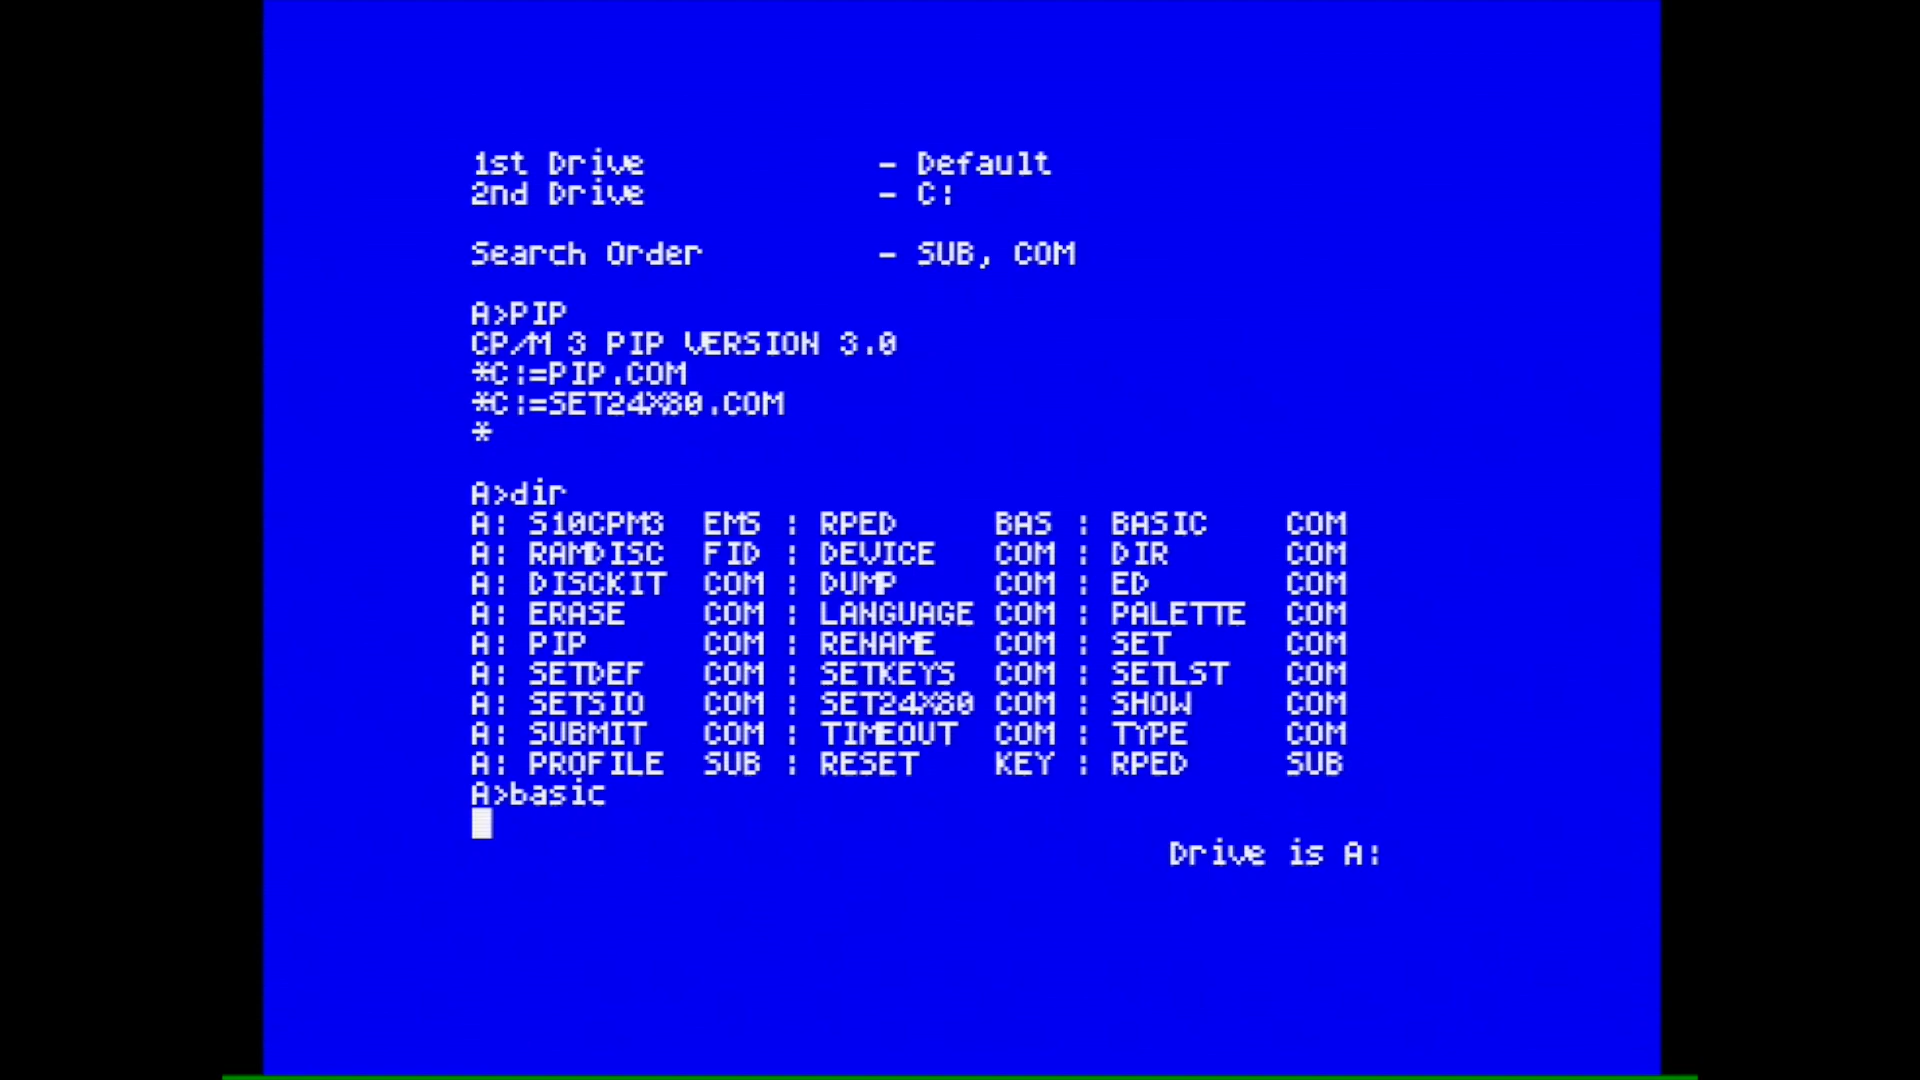 1st Drive - Default
2nd Drive - C:
Search Order - SUB, COM
A>PIP
CP/M 3 PIP VERSION 3.0
*C:=PIP.COM
*C:=SET24X80.COM
*
A>dir
A: S10CPM3 EMS : RPED BAS : BASIC COM
A: RAMDISC FID : DEVICE COM : DIR COM
A: DISCKIT COM : DUMP COM : ED COM
A: ERASE COM : LANGUAGE COM : PALETTE COM
A: PIP COM : RENAME COM : SET COM
A: SETDEF COM : SETKEYS COM : SETLST COM
A: SETSIO COM : SET24X80 COM : SHOW COM
A: SUBMIT COM : TIMEOUT COM : TYPE COM
A: PROFILE SUB : RESET KEY : RPED SUB
A>basic
Drive is A: